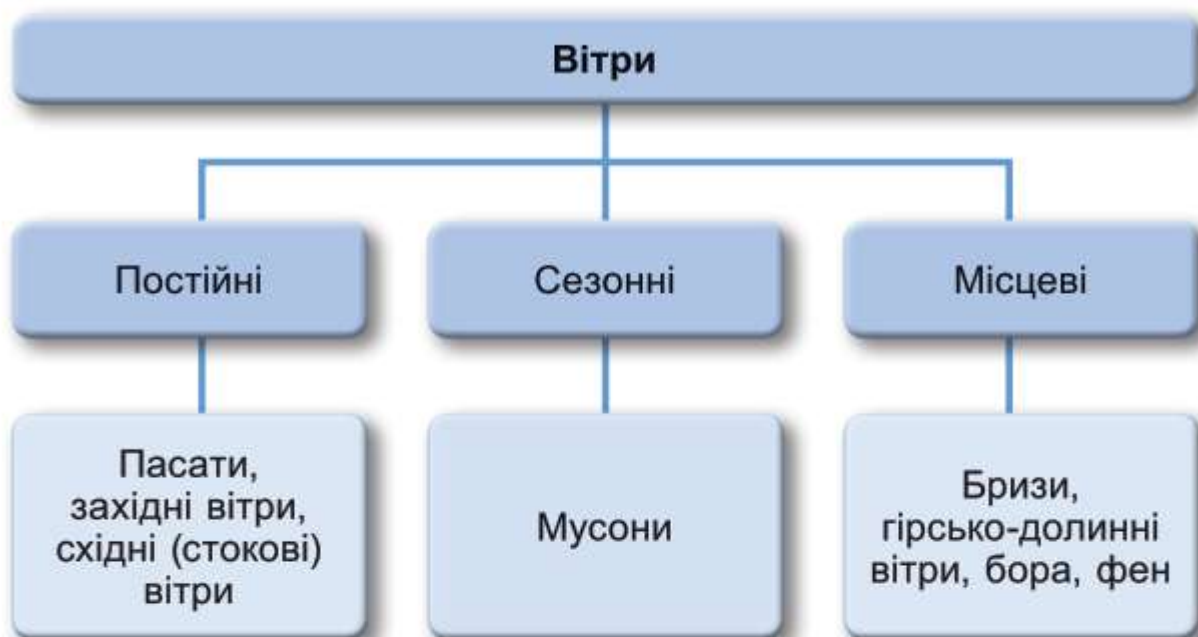 Вітри
Постійні
Сезонні
Місцеві
Пасати,
західні вітри,
східні (стокові)
вітри
Мусони
Бризи,
гірсько-долинні
вітри, бора, фен